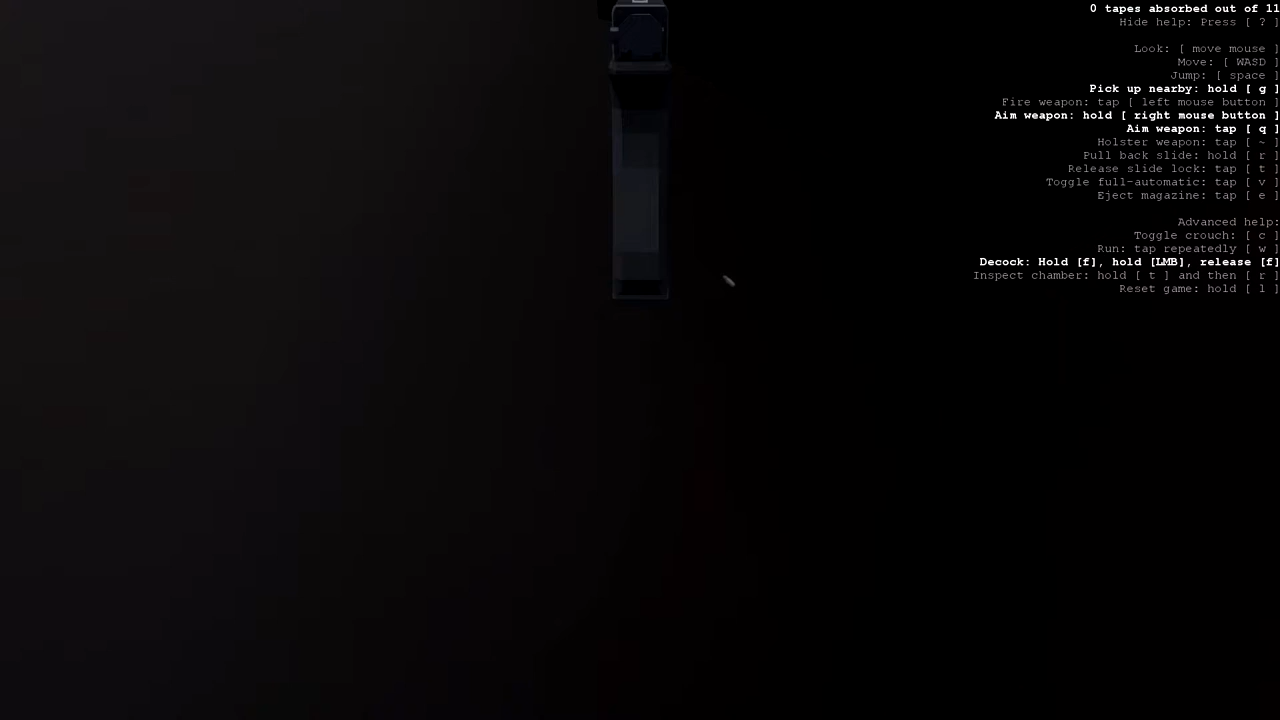 0 tapes absorbed out of 11
Hide help: Press [ ? ]
Look: [ move mouse ]
Move: [ WASD ]
Jump: [ space ]
Pick up nearby: hold [ g ]
Fire weapon: tap [ left mouse button ]
Aim weapon: hold [ right mouse button ]
Aim weapon: tap [ q ]
Holster weapon: tap [ ~ ]
Pull back slide: hold [ r ]
Release slide lock: tap [ t ]
Toggle full-automatic: tap [ v ]
Eject magazine: tap [ e ]
Advanced help:
Toggle crouch: [ c ]
Run: tap repeatedly [ w ]
Decock: Hold [f], hold [LMB], release [f]
Inspect chamber: hold [ t ] and then [ r ]
Reset game: hold [ l ]